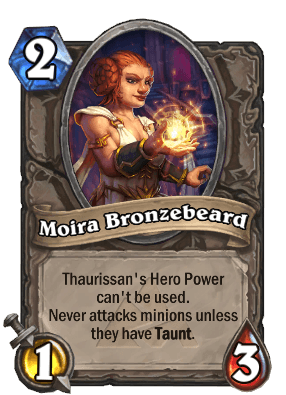 2
Moira Bronzebeard
Thaurissan's Hero Power
can't be used.
Never attacks minions unless
they have Taunt.
1
3